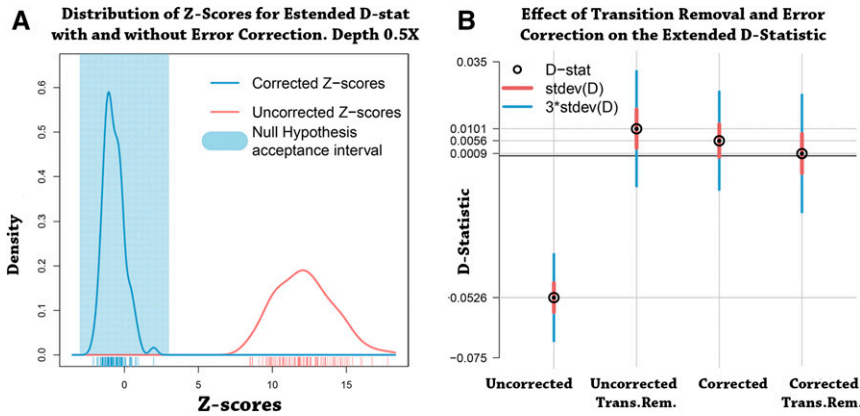 A
Distribution of Z-Scores for Extended D-stat
with and without Error Correction. Depth 0.5X
Corrected Z-scores
Uncorrected Z-scores
Null Hypothesis
acceptance interval
Density
0.6
0.5
0.4
0.3
0.2
0.1
0.0
0
5
10
15
Z-scores
B
Effect of Transition Removal and Error
Correction on the Extended D-Statistic
D-stat
stdev(D)
3*stdev(D)
D-Statistic
0.035
0.0101
0.0056
0.0009
-0.0526
-0.075
Uncorrected
Uncorrected
Trans.Rem.
Corrected
Corrected
Trans.Rem.